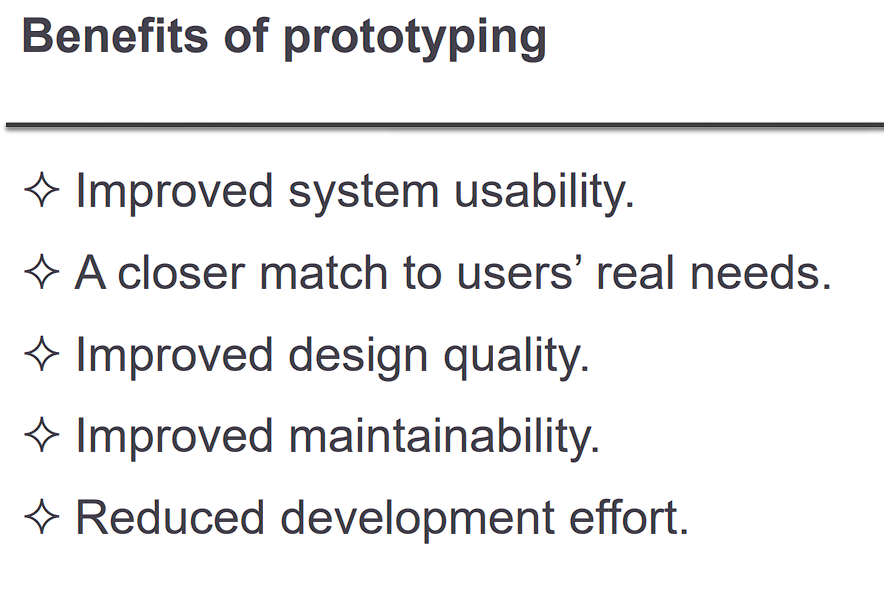 Benefits of prototyping
✧ Improved system usability.
✧ A closer match to users’ real needs.
✧ Improved design quality.
✧ Improved maintainability.
✧ Reduced development effort.